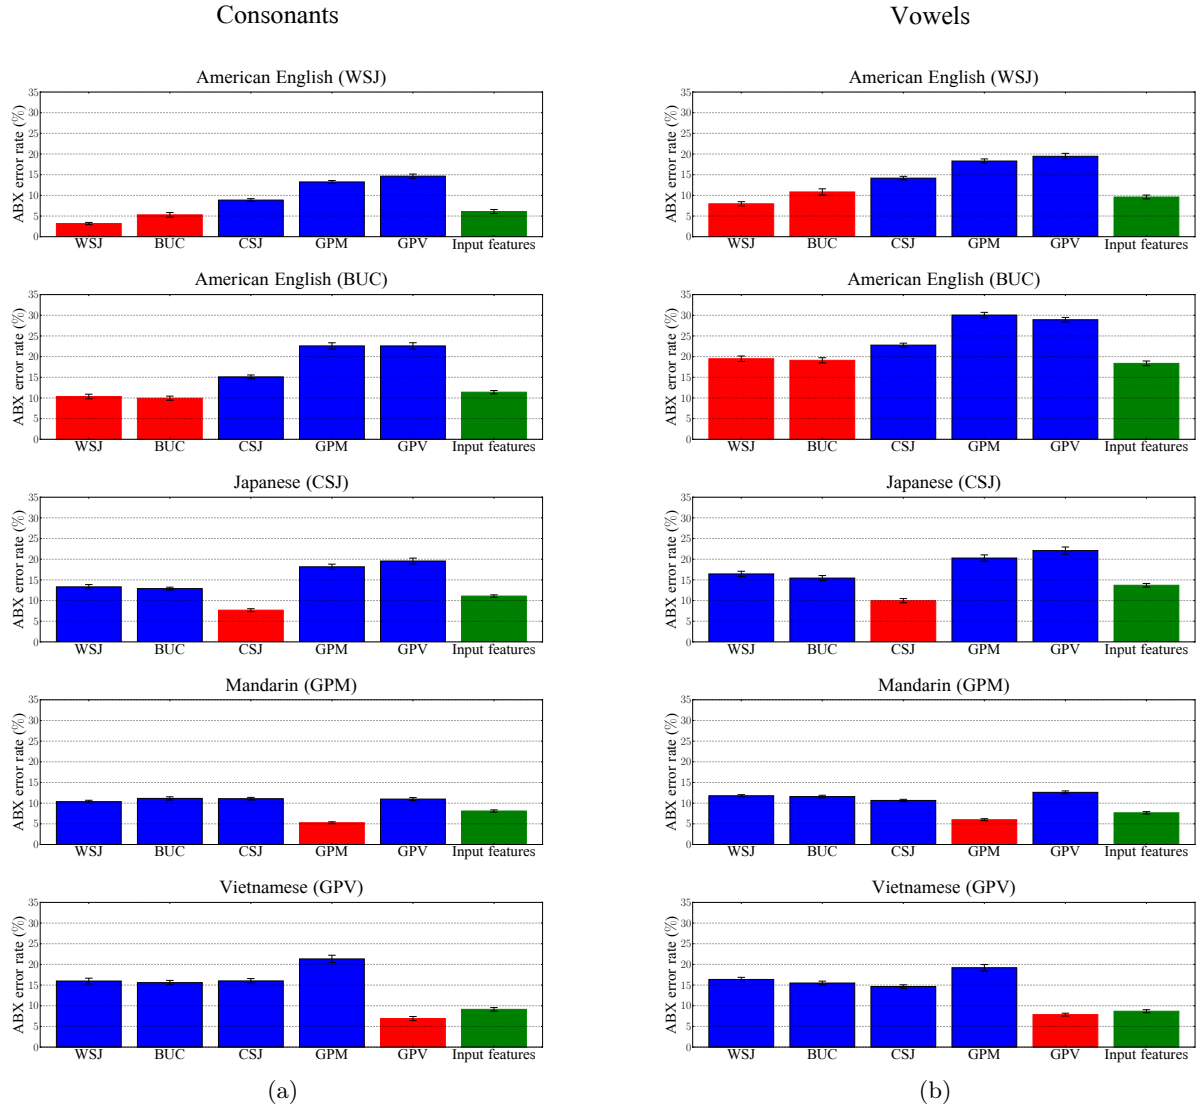 Consonants
American English (WSJ)
ABX error rate (%)
35
30
25
20
15
10
5
0
WSJ BUC CSJ GPM GPV Input features
American English (BUC)
ABX error rate (%)
35
30
25
20
15
10
5
0
WSJ BUC CSJ GPM GPV Input features
Japanese (CSJ)
ABX error rate (%)
35
30
25
20
15
10
5
0
WSJ BUC CSJ GPM GPV Input features
Mandarin (GPM)
ABX error rate (%)
35
30
25
20
15
10
5
0
WSJ BUC CSJ GPM GPV Input features
Vietnamese (GPV)
ABX error rate (%)
35
30
25
20
15
10
5
0
WSJ BUC CSJ GPM GPV Input features
(a)
Vowels
American English (WSJ)
ABX error rate (%)
35
30
25
20
15
10
5
0
WSJ BUC CSJ GPM GPV Input features
American English (BUC)
ABX error rate (%)
35
30
25
20
15
10
5
0
WSJ BUC CSJ GPM GPV Input features
Japanese (CSJ)
ABX error rate (%)
35
30
25
20
15
10
5
0
WSJ BUC CSJ GPM GPV Input features
Mandarin (GPM)
ABX error rate (%)
35
30
25
20
15
10
5
0
WSJ BUC CSJ GPM GPV Input features
Vietnamese (GPV)
ABX error rate (%)
35
30
25
20
15
10
5
0
WSJ BUC CSJ GPM GPV Input features
(b)